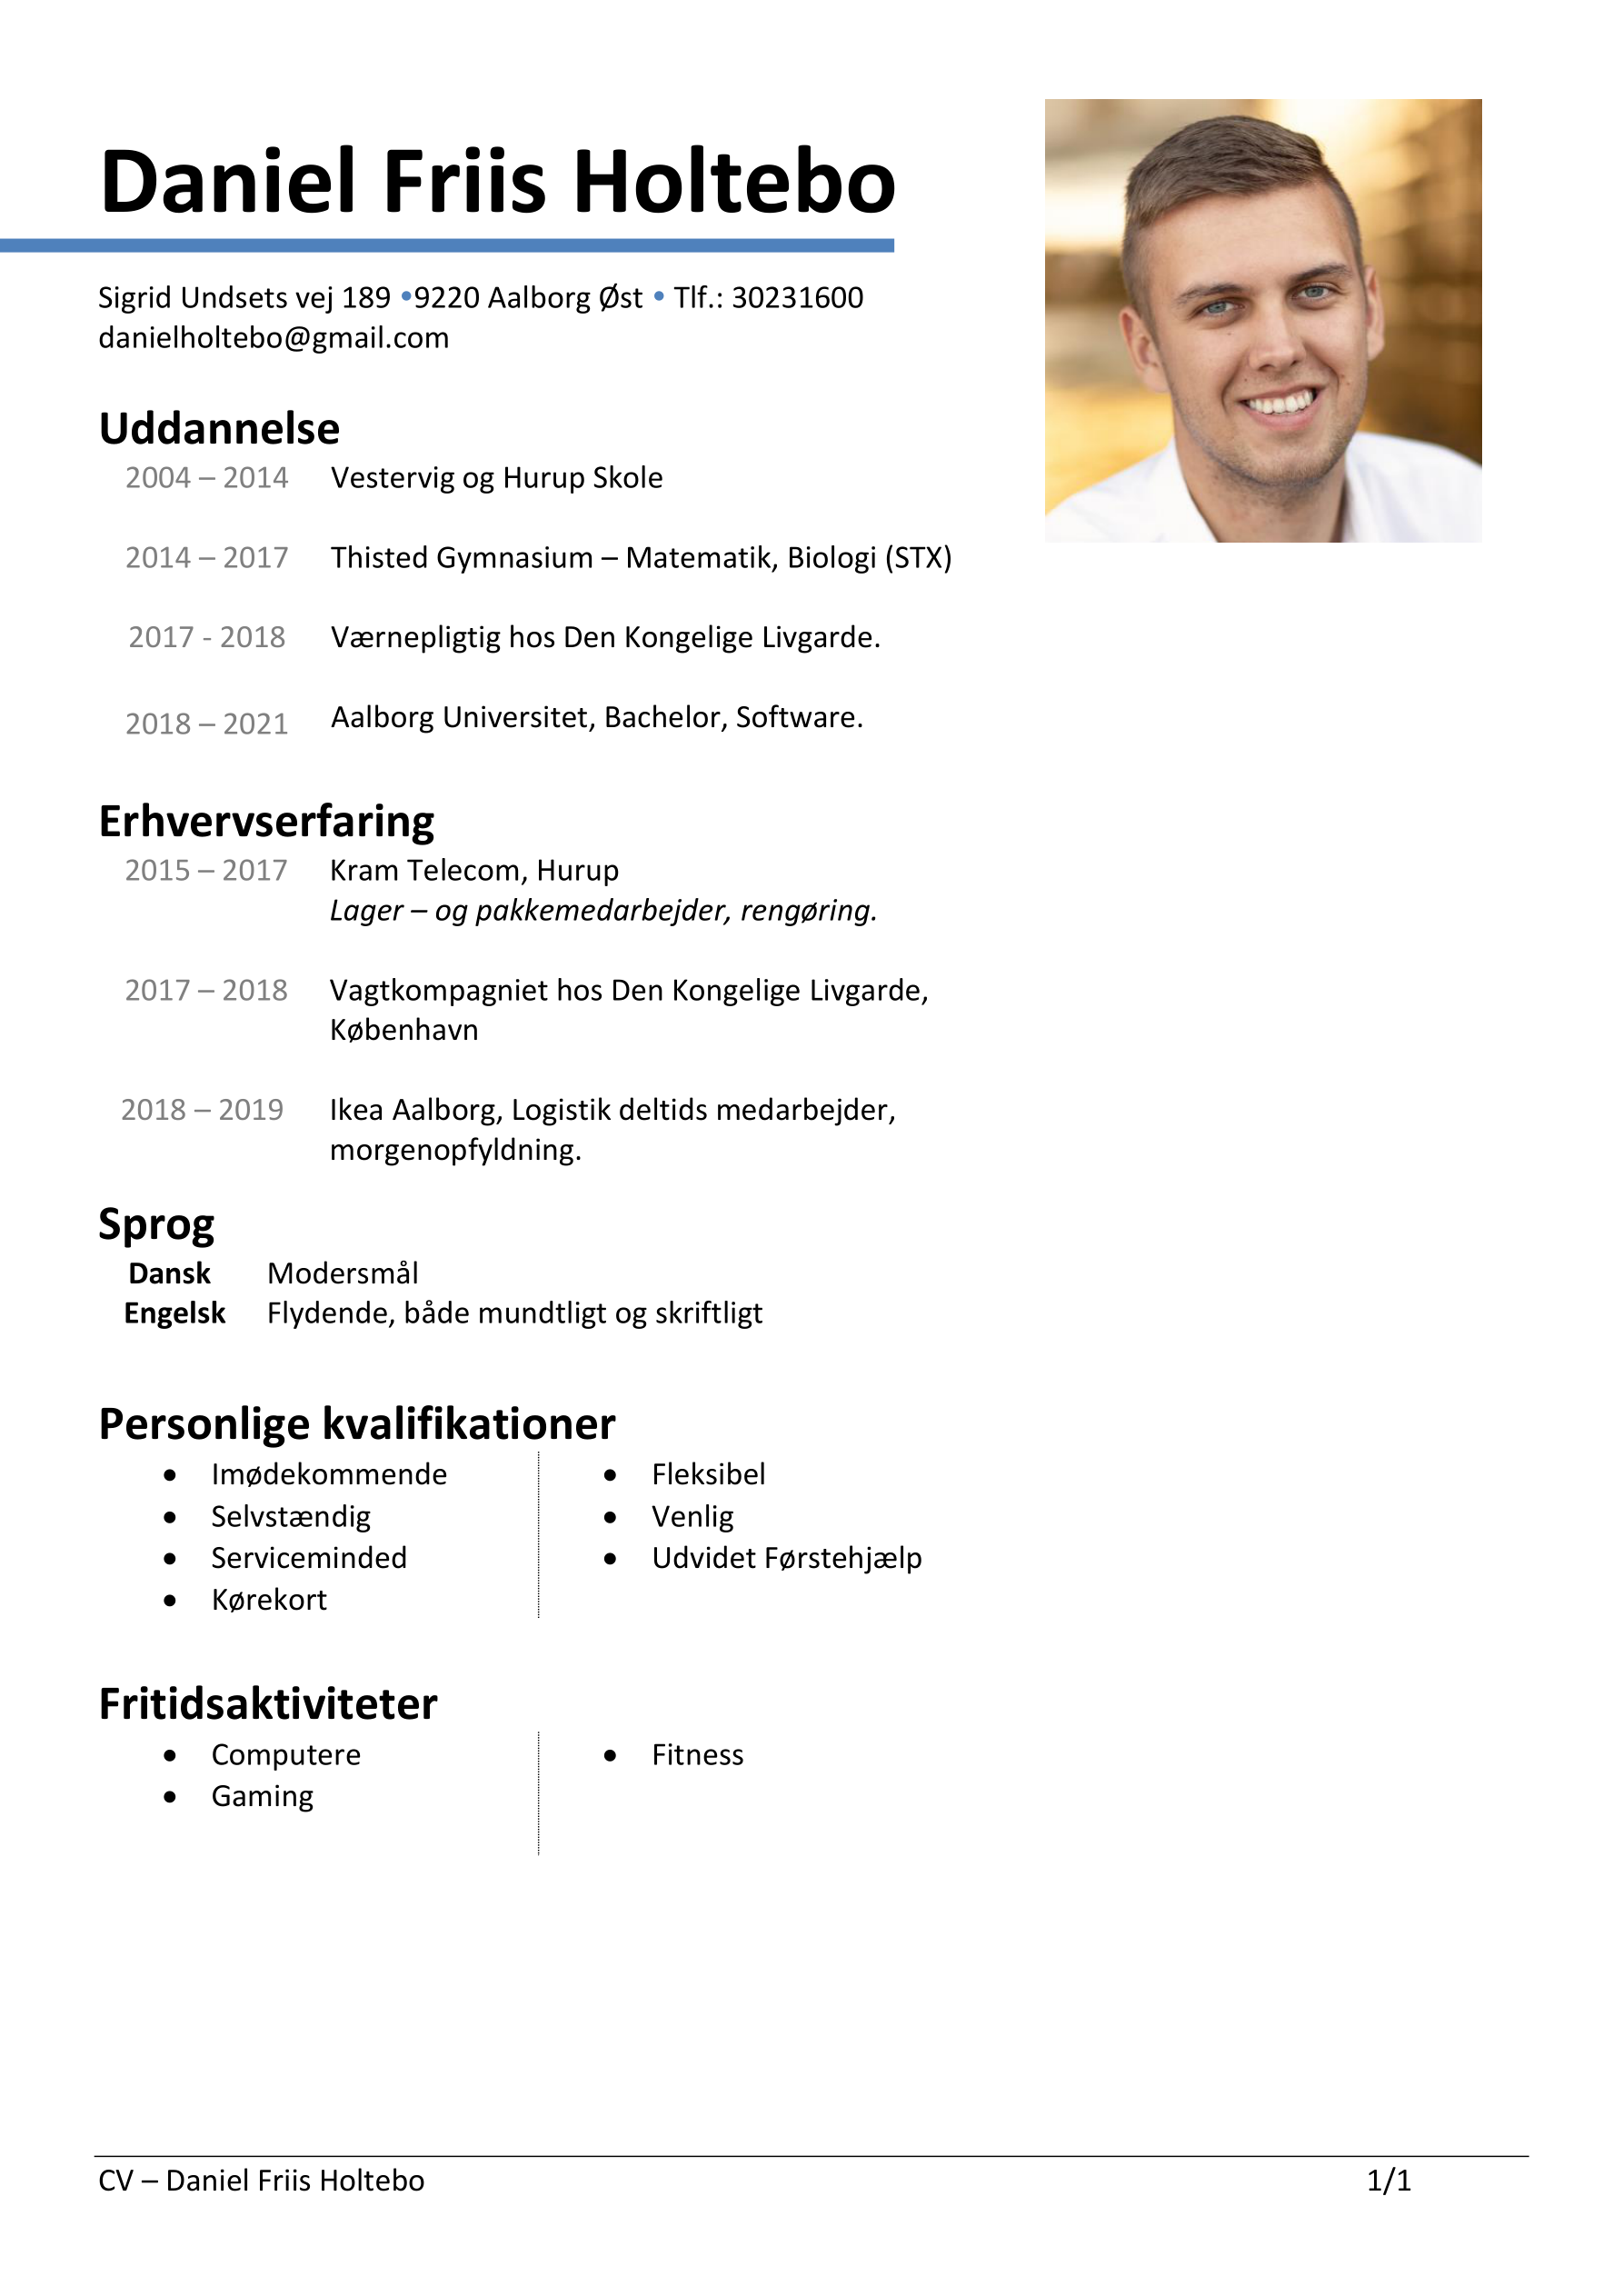 Daniel Friis Holtebo
Sigrid Undsets vej 189 •9220 Aalborg Øst • Tlf.: 30231600
danielholtebo@gmail.com
Uddannelse
2004 – 2014 Vestervig og Hurup Skole
2014 – 2017 Thisted Gymnasium – Matematik, Biologi (STX)
2017 - 2018 Værnepligtig hos Den Kongelige Livgarde.
2018 – 2021 Aalborg Universitet, Bachelor, Software.
Erhvervserfaring
2015 – 2017 Kram Telecom, Hurup
Lager – og pakkemedarbejder, rengøring.
2017 – 2018 Vagtkompagniet hos Den Kongelige Livgarde,
København
2018 – 2019 Ikea Aalborg, Logistik deltids medarbejder,
morgenopfyldning.
Sprog
Dansk Modersmål
Engelsk Flydende, både mundtligt og skriftligt
Personlige kvalifikationer
• Imødekommende
• Selvstændig
• Serviceminded
• Kørekort
• Fleksibel
• Venlig
• Udvidet Førstehjælp
Fritidsaktiviteter
• Computere
• Gaming
• Fitness
CV – Daniel Friis Holtebo 1/1